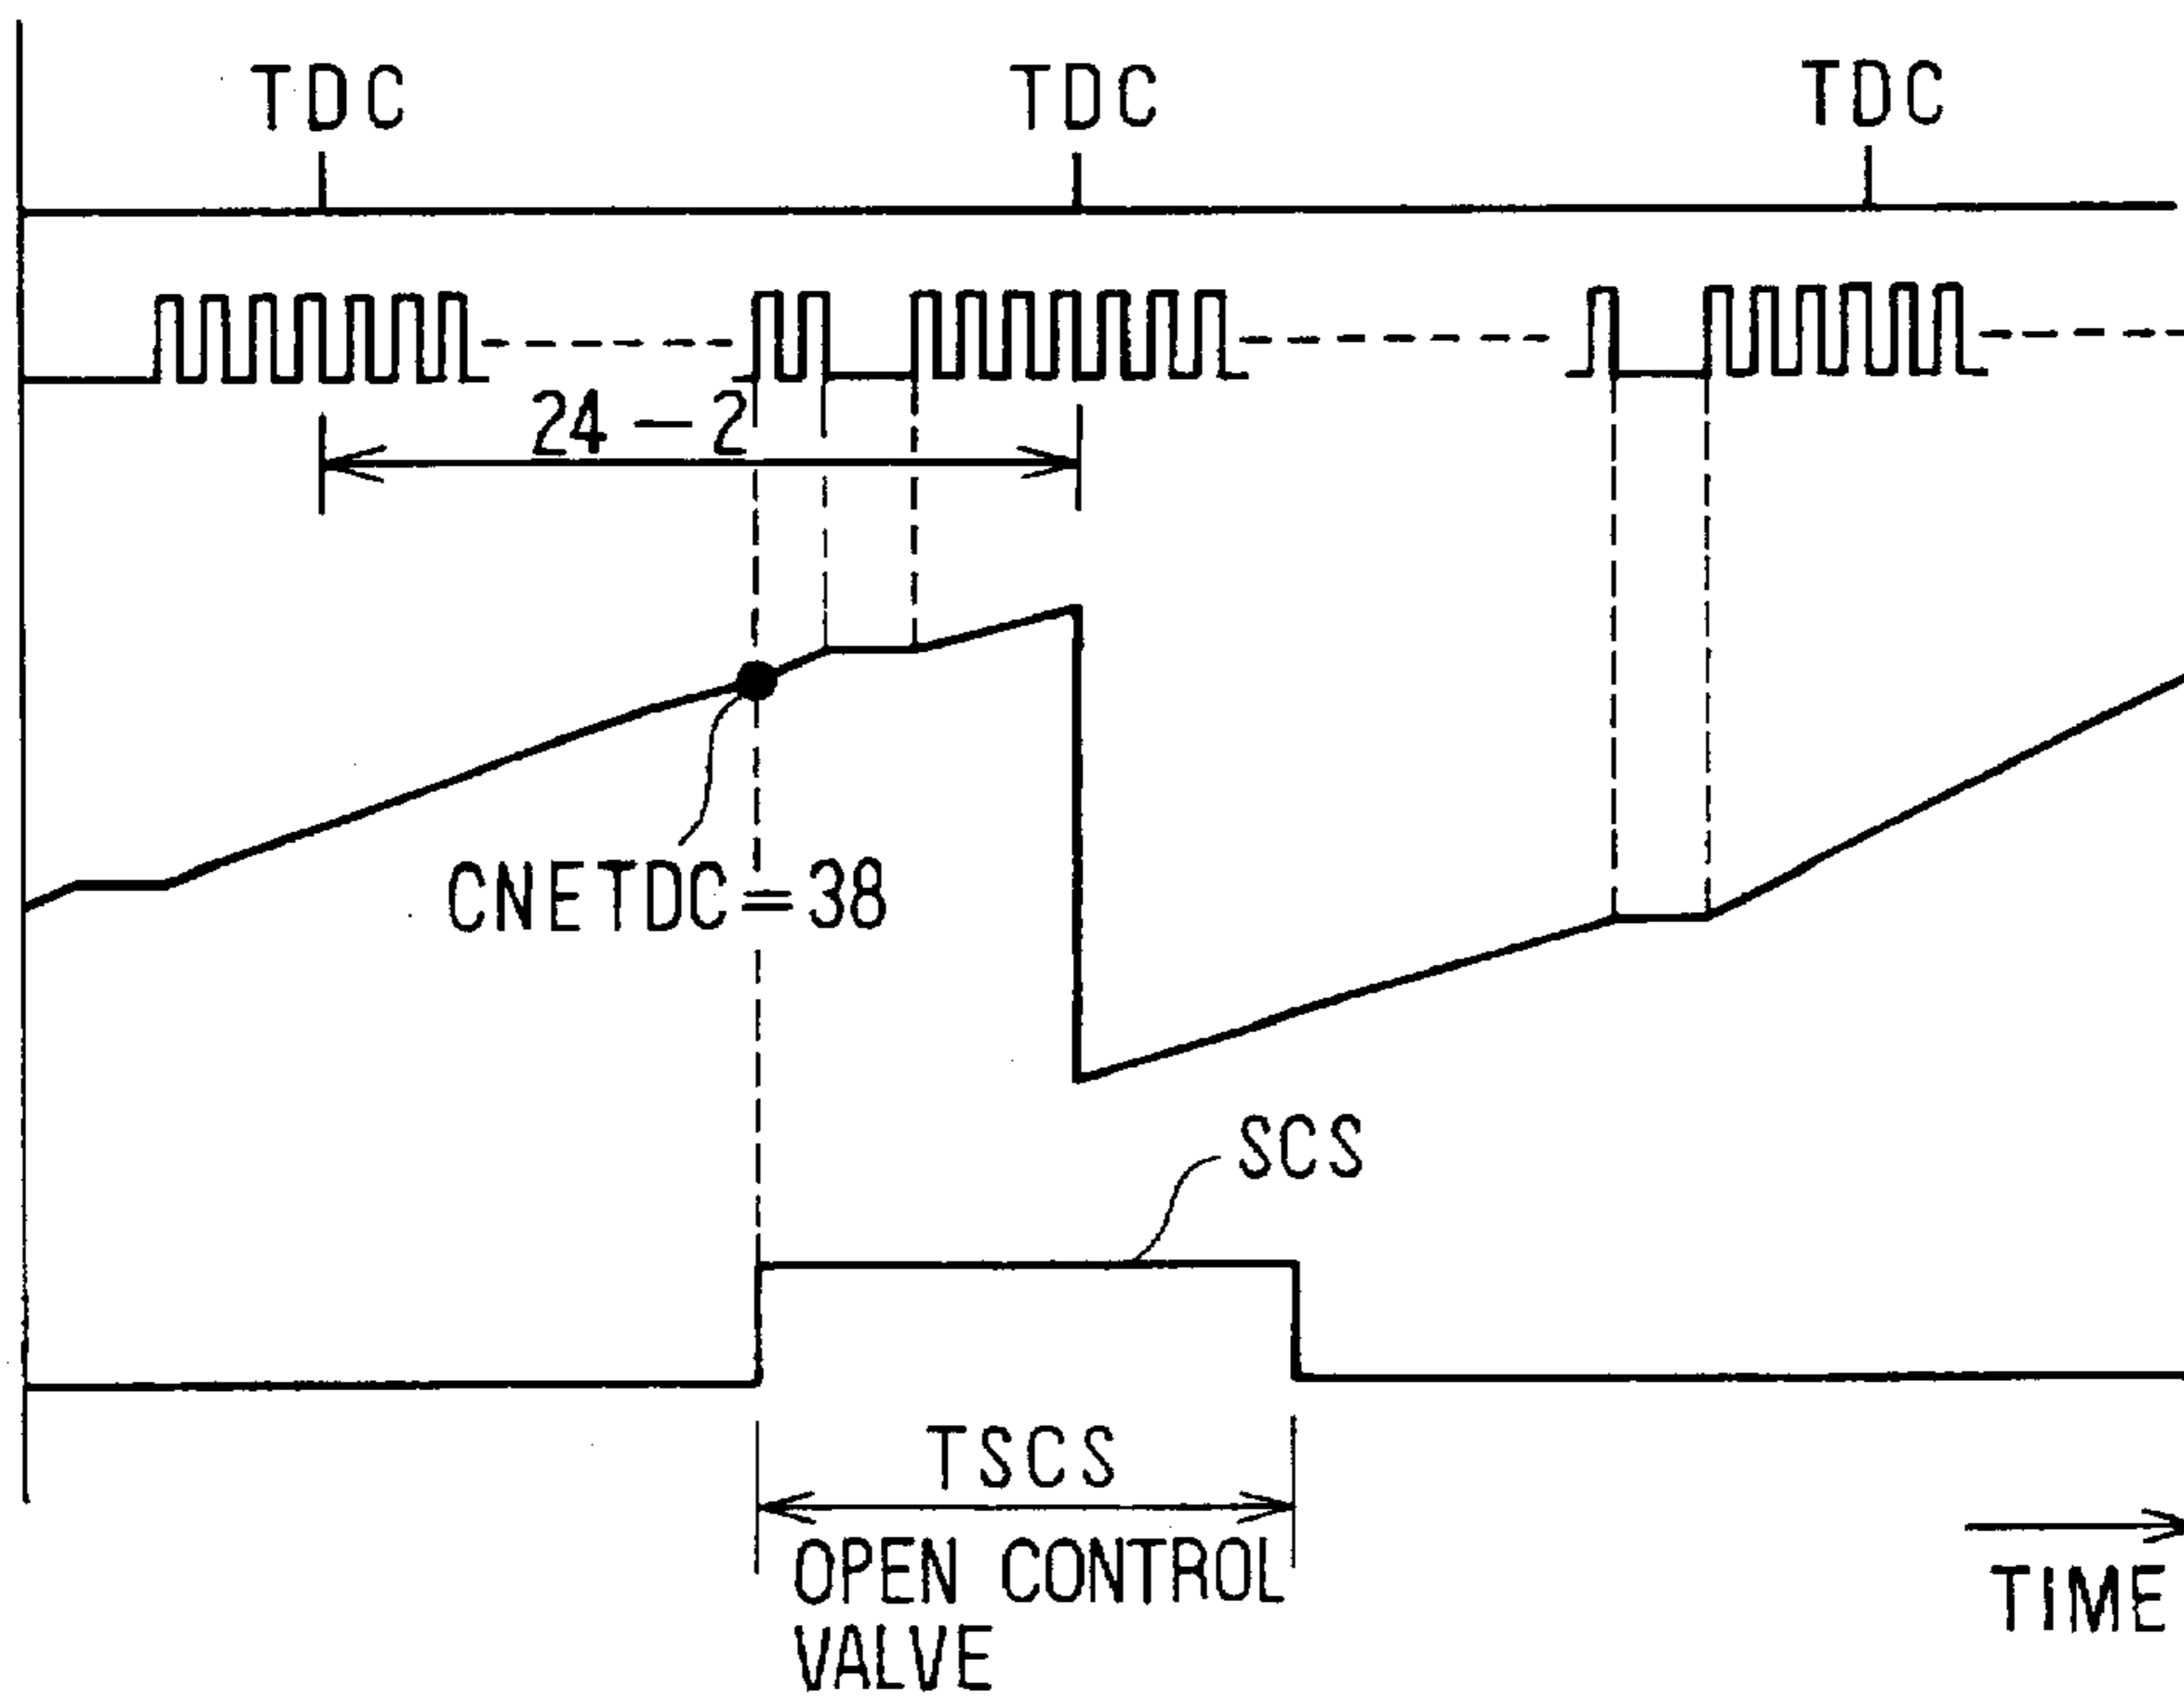 TDC TDC TDC
24-2
CNETDC=38
SCS
TSCS
OPEN CONTROL
VALVE
TIME